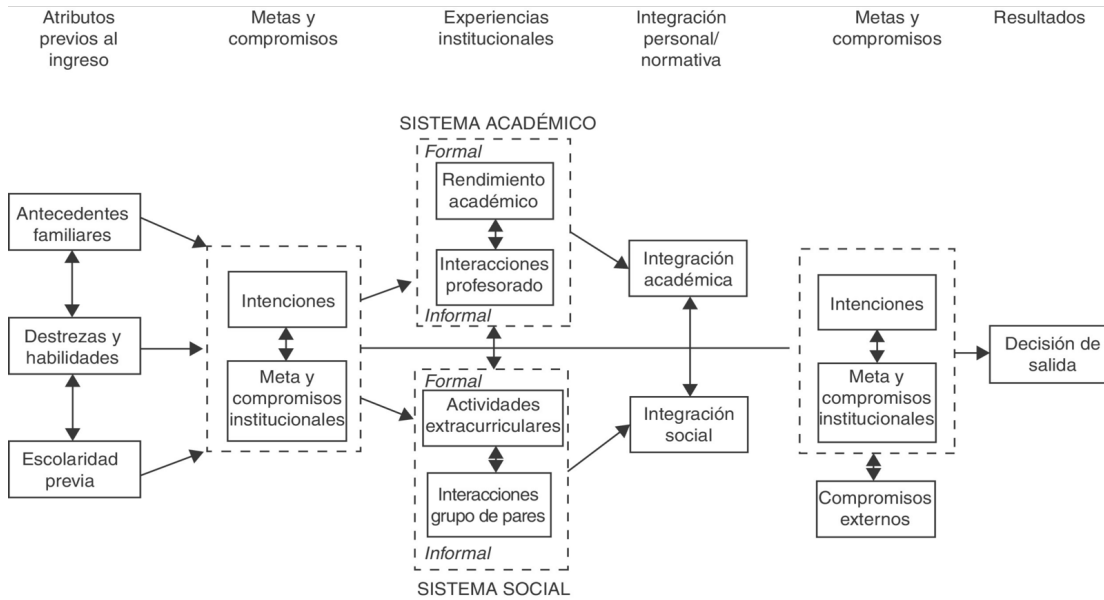 Atributos
previos al
ingreso
Metas y
compromisos
Experiencias
institucionales
Integración
personal/
normativa
Metas y
compromisos
Resultados
Antecedentes
familiares
Destrezas y
habilidades
Escolaridad
previa
Intenciones
Meta y
compromisos
institucionales
SISTEMA ACADÉMICO
Formal
Rendimiento
académico
Interacciones
profesorado
Informal
Formal
Actividades
extracurriculares
Interacciones
grupo de pares
Informal
SISTEMA SOCIAL
Integración
académica
Integración
social
Intenciones
Meta y
compromisos
institucionales
Compromisos
externos
Decisión de
salida